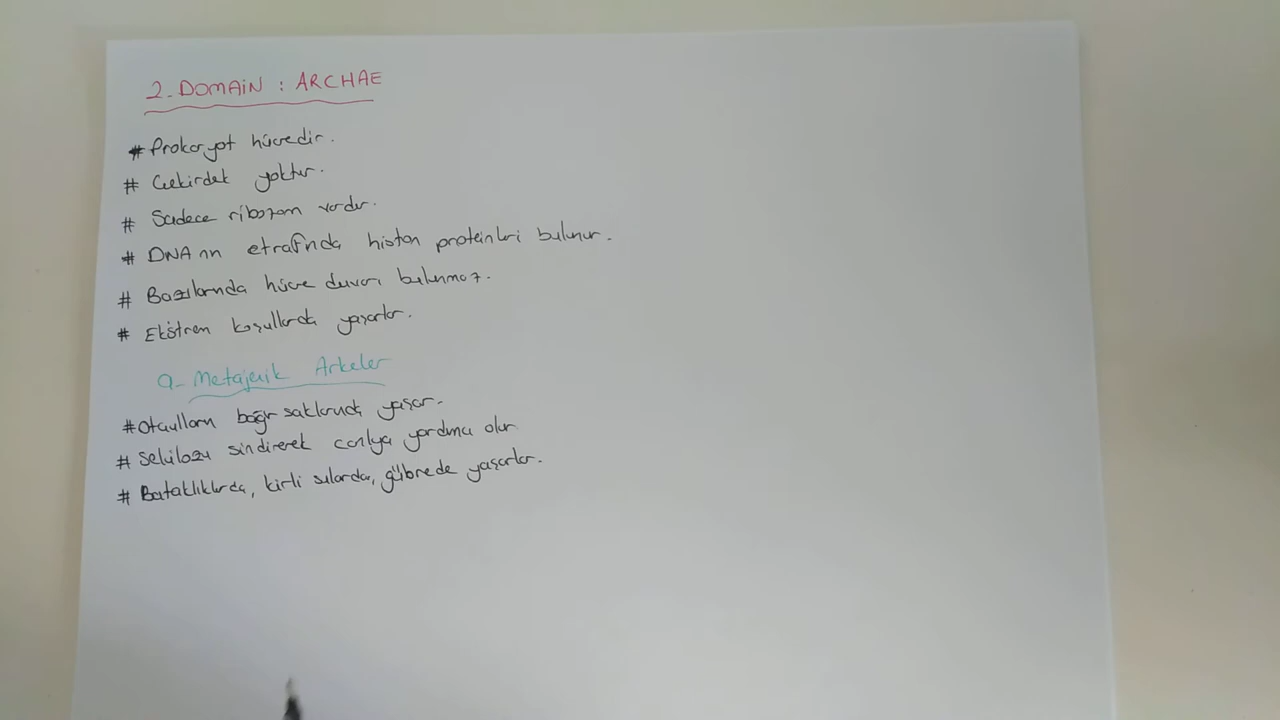 2. DOMAiN : ARCHAE
# Prokaryot hücredir.
# Çekirdek yoktur.
# Sadece ribozom vardır.
# DNA nın etrafında histon proteinleri bulunur.
# Bazılarında hücre duvarı bulunmaz.
# Ekstrem koşullarda yaşarlar.
a- Metajenik Arkeler
# Otçulların bağırsaklarında yaşar.
# Selülozu sindirerek canlıya yardımcı olur
# Bataklıklarda, kirli sularda, gübrede yaşarlar.